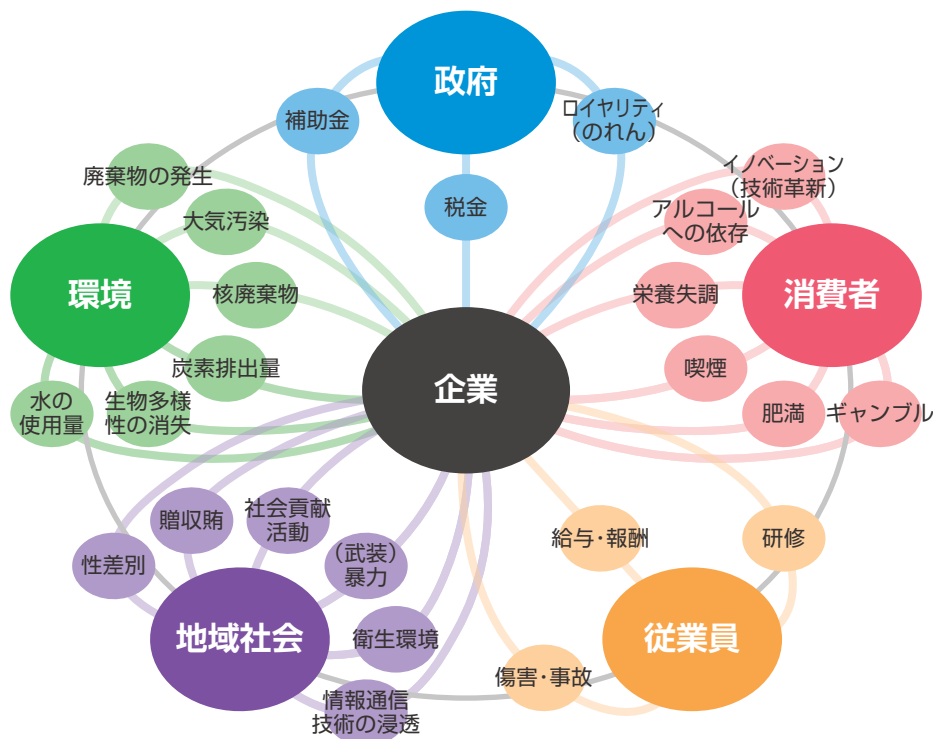 政府
補助金
ロイヤリティ
（のれん）
税金
廃棄物の発生
大気汚染
環境
核廃棄物
炭素排出量
水の
使用量
生物多様
性の消失
イノベーション
（技術革新）
アルコール
への依存
栄養失調
消費者
喫煙
肥満
ギャンブル
企業
性差別
贈収賄
社会貢献
活動
（武装）
暴力
地域社会
衛生環境
情報通信
技術の浸透
給与・報酬
研修
従業員
傷害・事故